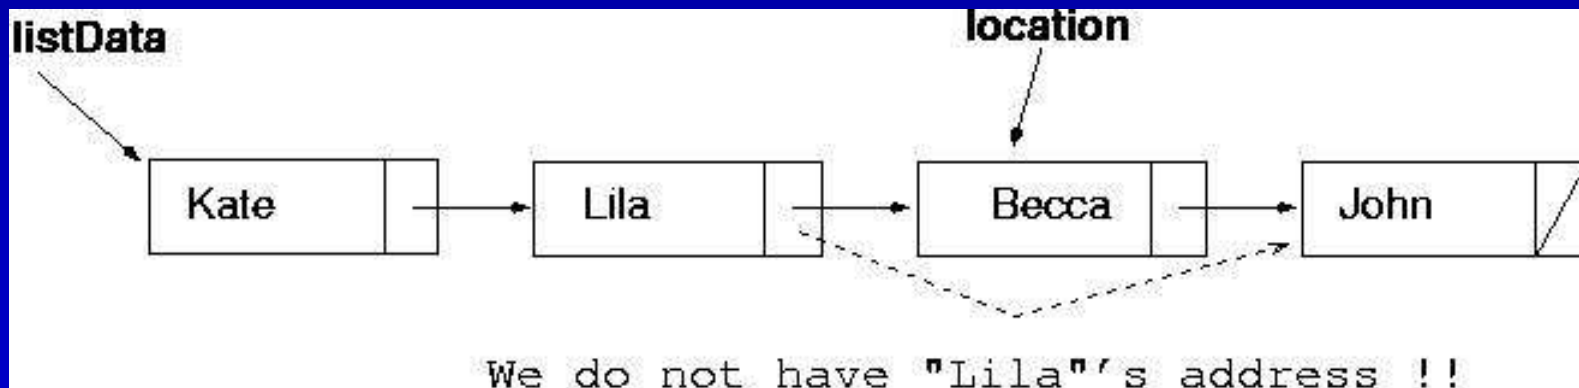 listData
location
Kate
Lila
Becca
John
We do not have "Lila"'s address !!